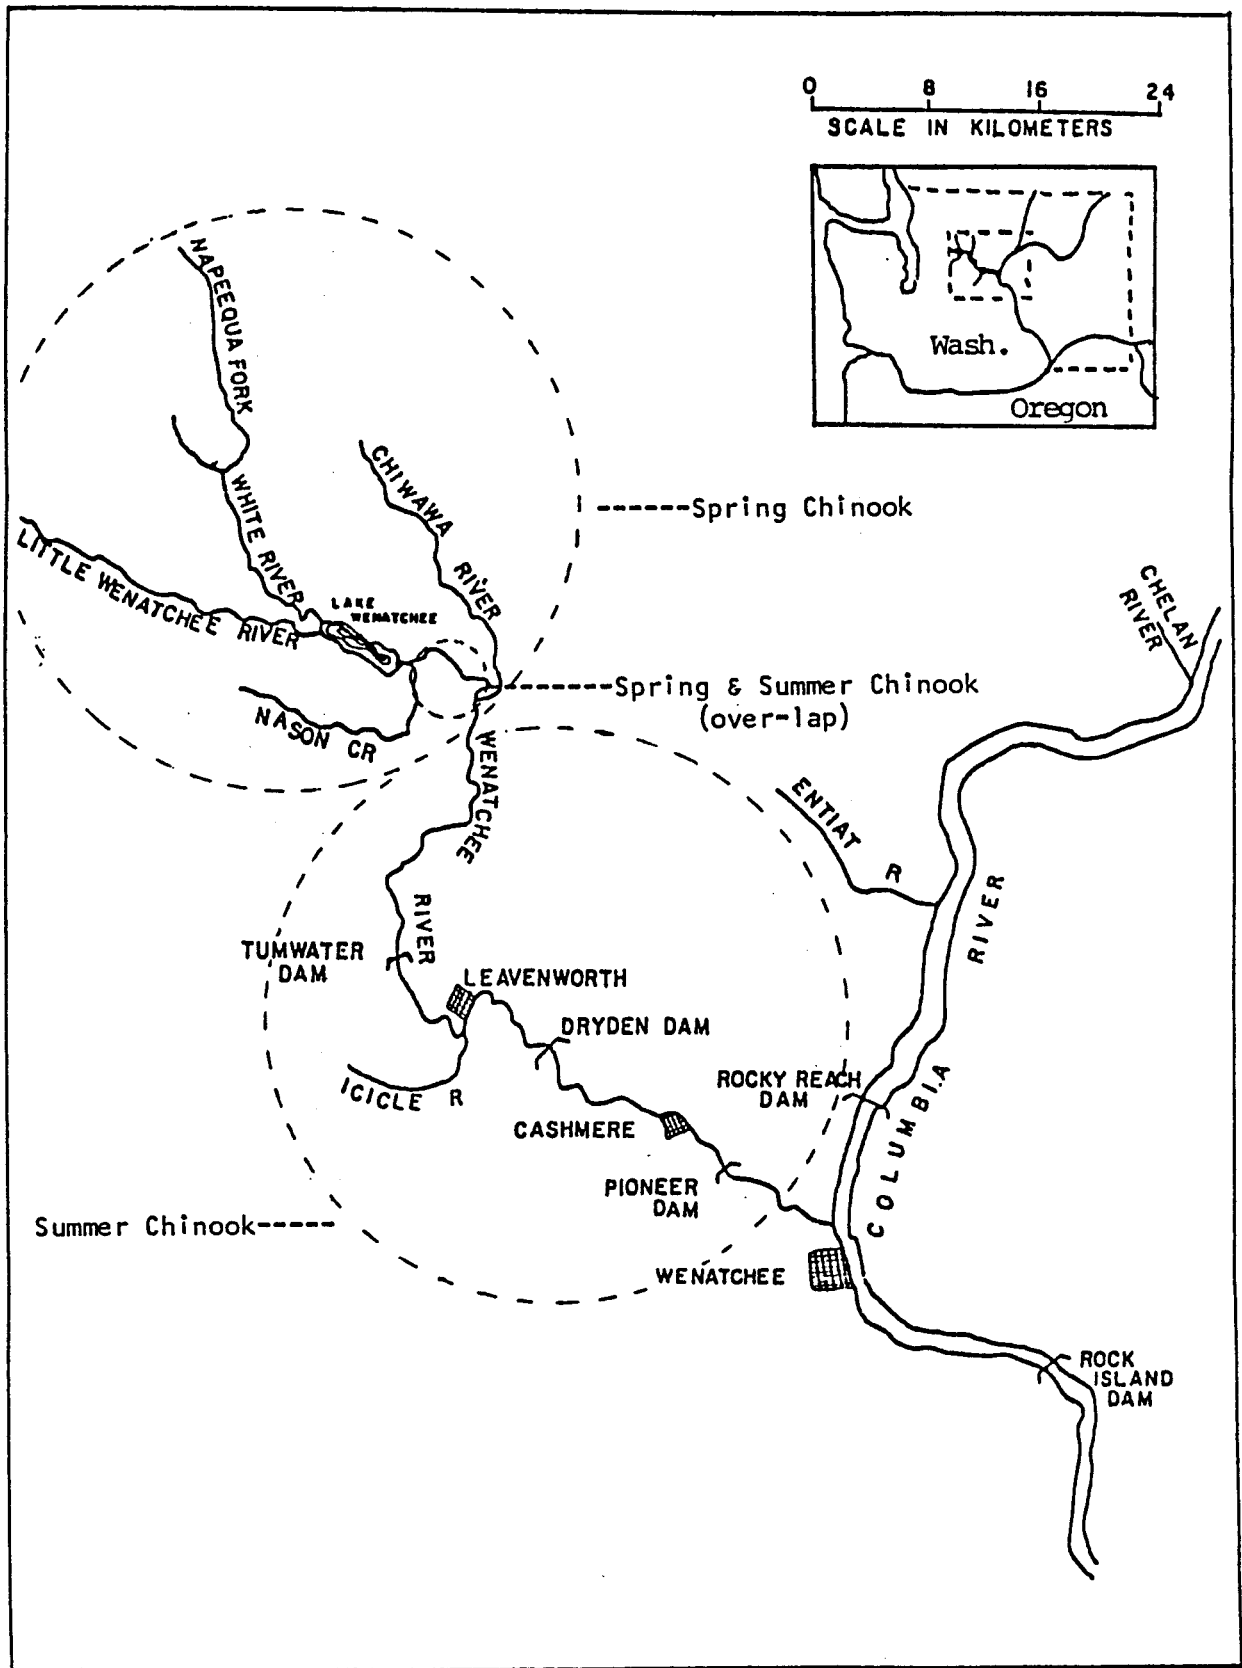 0 8 16 24
SCALE IN KILOMETERS
Wash.
Oregon
NAPEEQUA FORK
CHIWAWA RIVER
WHITE RIVER
Spring Chinook
LITTLE WENATCHEE RIVER
LAKE
WENATCHEE
CHELAN
RIVER
Spring & Summer Chinook
(over-lap)
NASON CR
WENATCHEE RIVER
ENTIAT R
COLUMBIA RIVER
TUMWATER
DAM
LEAVENWORTH
DRYDEN DAM
ICICLE R
ROCKY REACH
DAM
CASHMERE
PIONEER
DAM
Summer Chinook
WENATCHEE
ROCK
ISLAND
DAM